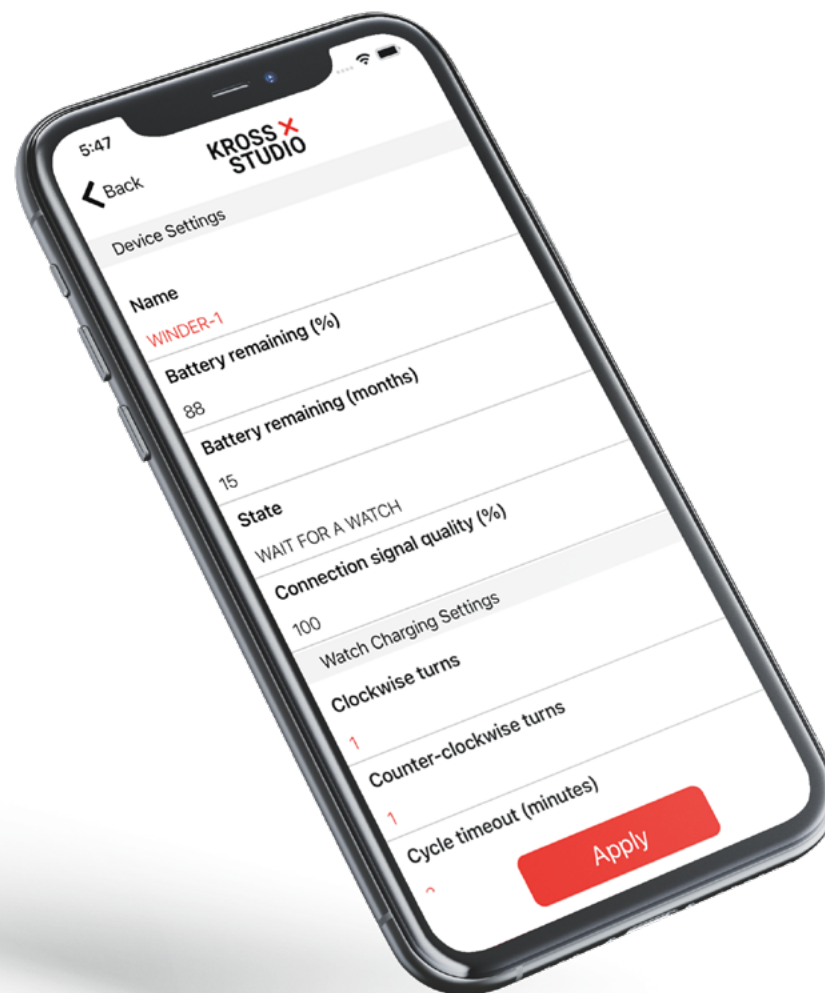 5:47
Back
KROSS
STUDIO
Device Settings
Name
WINDER-1
Battery remaining (%)
88
Battery remaining (months)
15
State
WAIT FOR A WATCH
Connection signal quality (%)
100
Watch Charging Settings
Clockwise turns
1
Counter-clockwise turns
1
Cycle timeout (minutes)
Apply